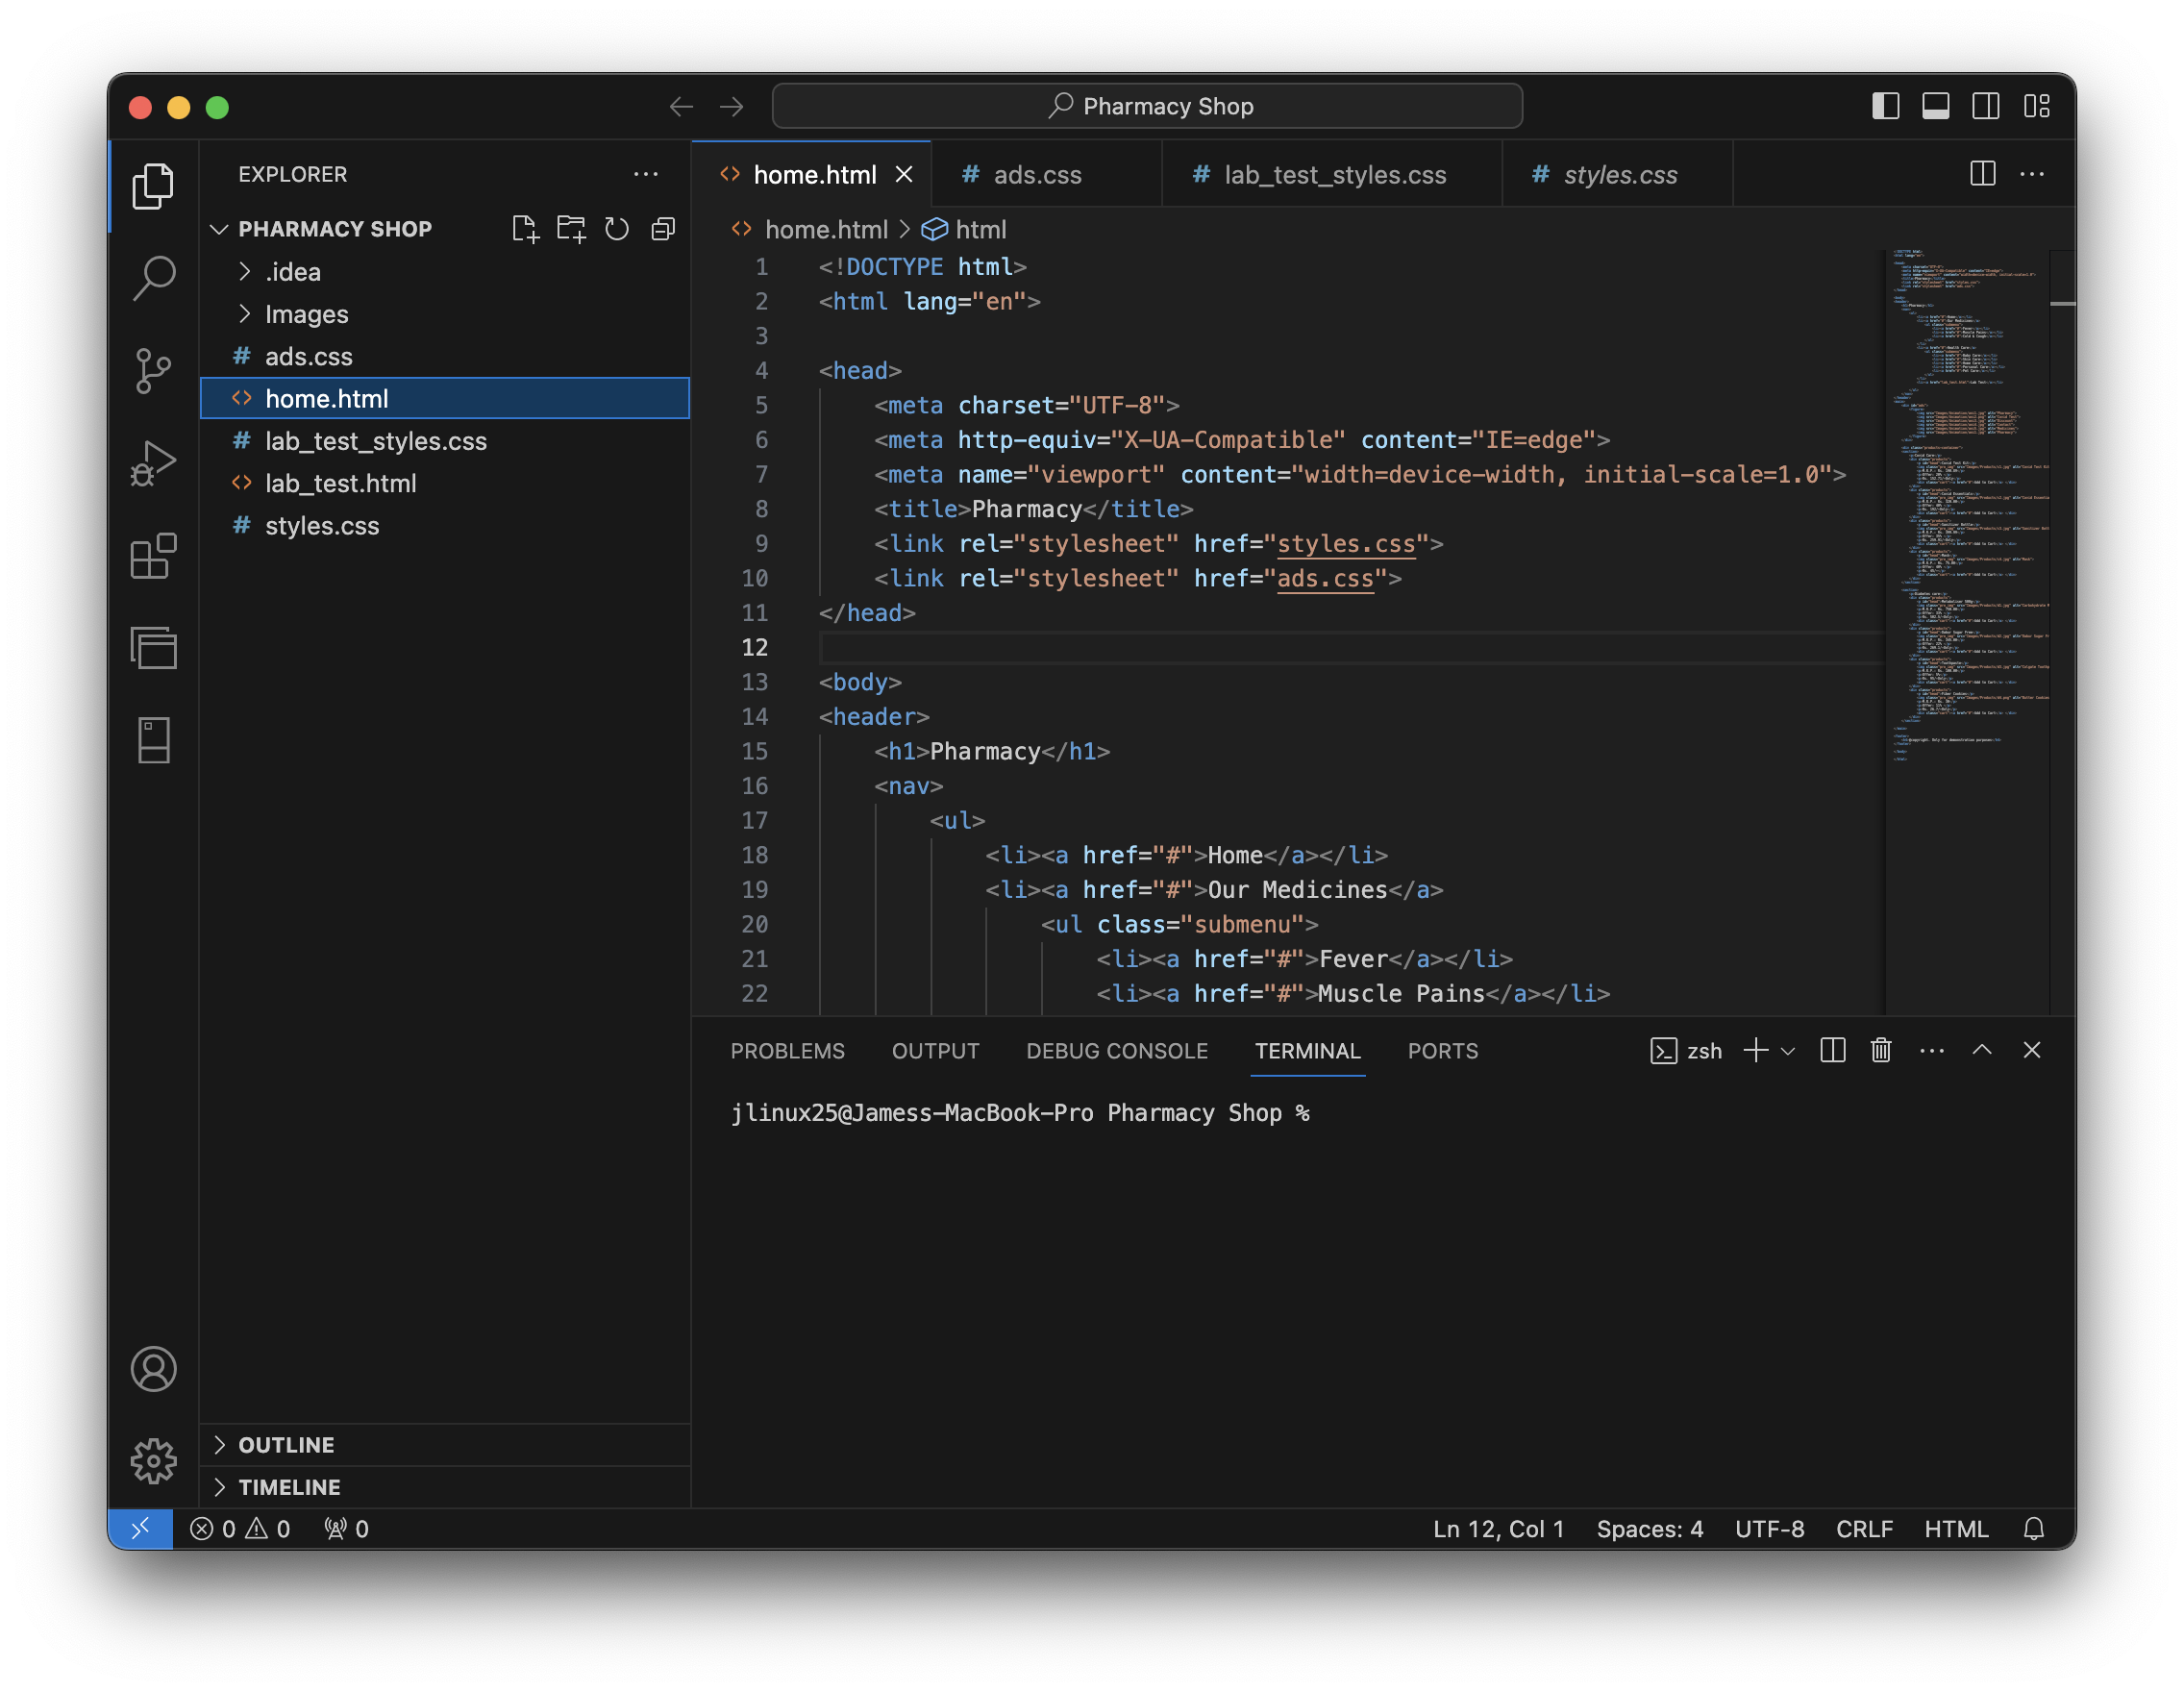 Pharmacy Shop
EXPLORER
PHARMACY SHOP
.idea
Images
# ads.css
<> home.html
# lab_test_styles.css
<> lab_test.html
# styles.css
OUTLINE
TIMELINE
<> home.html
# ads.css
# lab_test_styles.css
# styles.css
<> home.html > html
1 <!DOCTYPE html>
2 <html lang="en">
3
4 <head>
5 <meta charset="UTF-8">
6 <meta http-equiv="X-UA-Compatible" content="IE=edge">
7 <meta name="viewport" content="width=device-width, initial-scale=1.0">
8 <title>Pharmacy</title>
9 <link rel="stylesheet" href="styles.css">
10 <link rel="stylesheet" href="ads.css">
11 </head>
12
13 <body>
14 <header>
15 <h1>Pharmacy</h1>
16 <nav>
17 <ul>
18 <li><a href="#">Home</a></li>
19 <li><a href="#">Our Medicines</a>
20 <ul class="submenu">
21 <li><a href="#">Fever</a></li>
22 <li><a href="#">Muscle Pains</a></li>
PROBLEMS OUTPUT DEBUG CONSOLE TERMINAL PORTS
zsh
jlinux25@Jamess-MacBook-Pro Pharmacy Shop %
0 0 0
Ln 12, Col 1 Spaces: 4 UTF-8 CRLF HTML